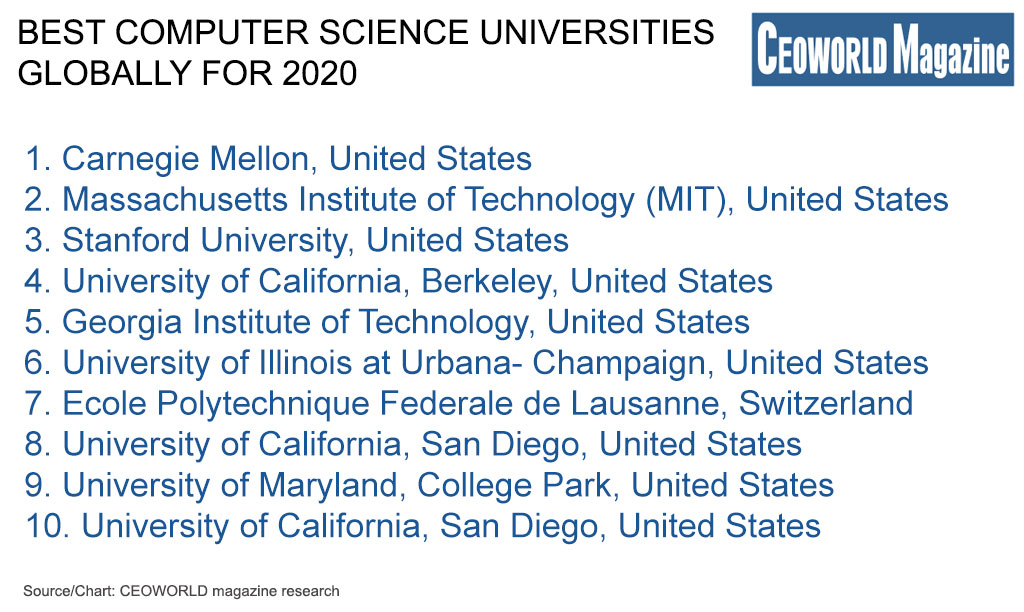 BEST COMPUTER SCIENCE UNIVERSITIES
GLOBALLY FOR 2020
CEOWORLD Magazine
1. Carnegie Mellon, United States
2. Massachusetts Institute of Technology (MIT), United States
3. Stanford University, United States
4. University of California, Berkeley, United States
5. Georgia Institute of Technology, United States
6. University of Illinois at Urbana- Champaign, United States
7. Ecole Polytechnique Federale de Lausanne, Switzerland
8. University of California, San Diego, United States
9. University of Maryland, College Park, United States
10. University of California, San Diego, United States
Source/Chart: CEOWORLD magazine research